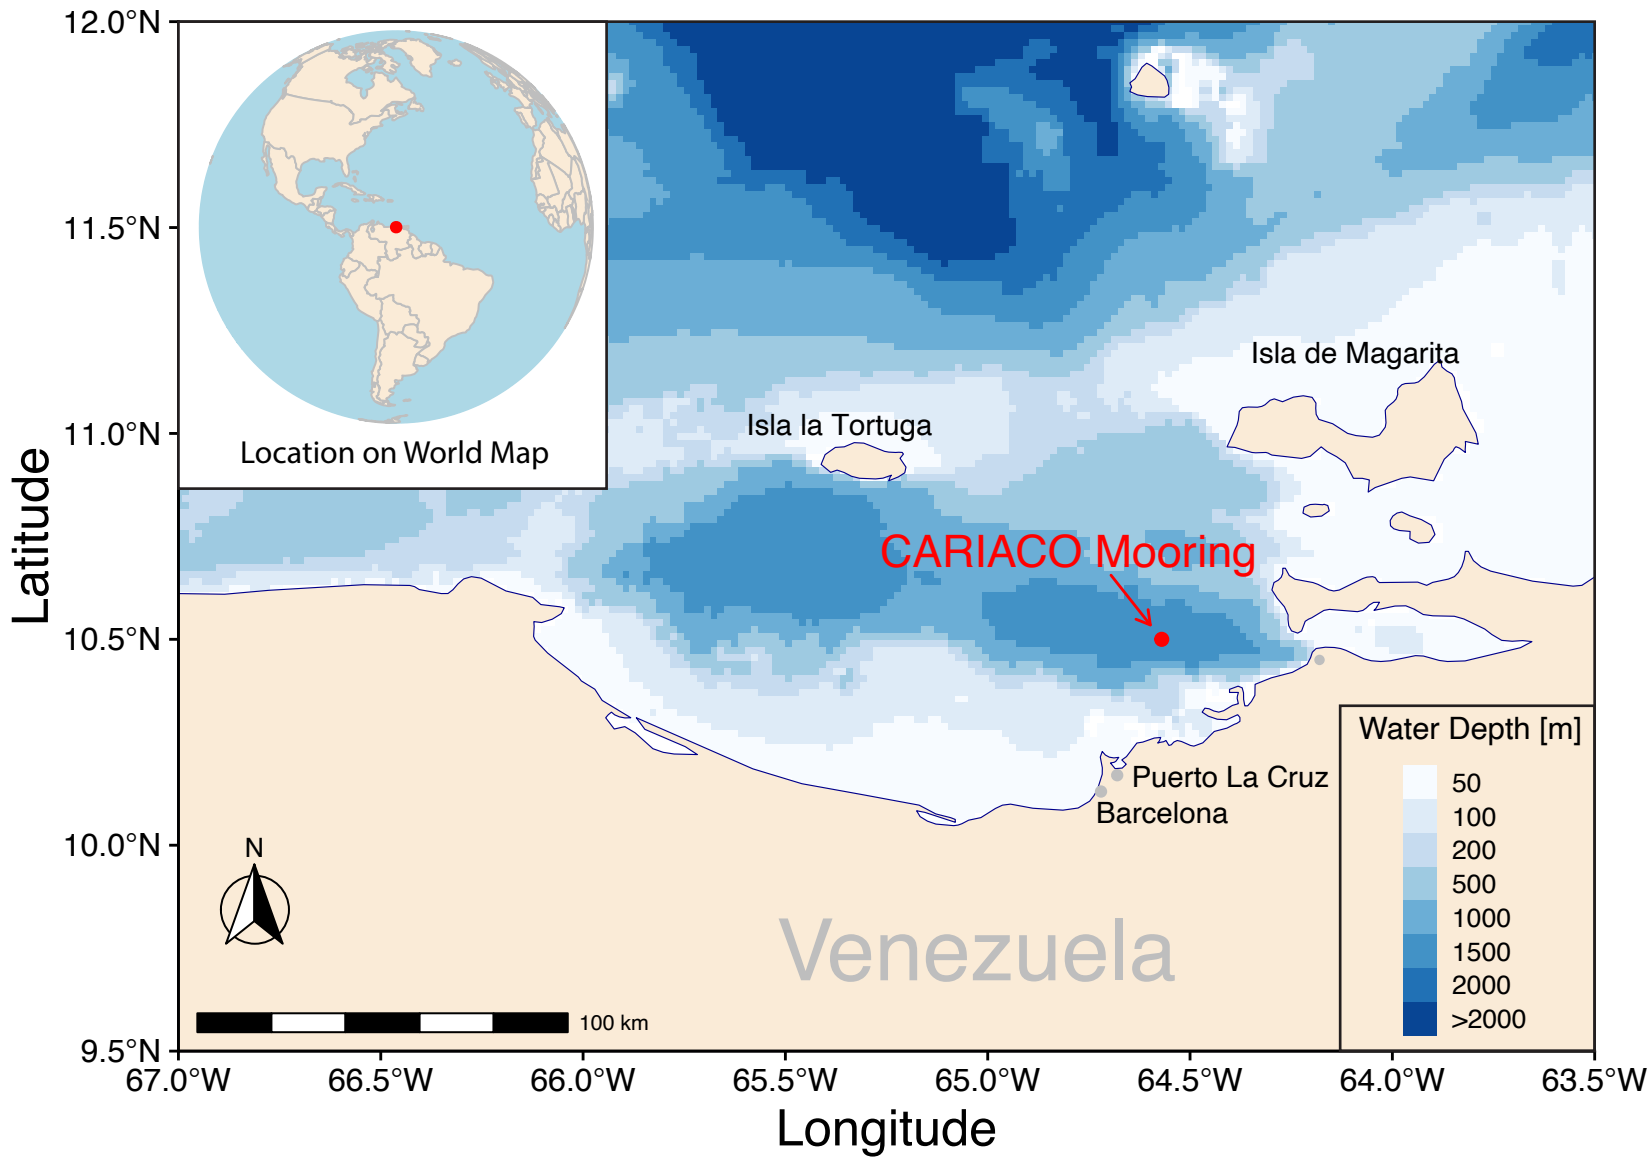 12.0°N
11.5°N
11.0°N
10.5°N
10.0°N
9.5°N
Latitude
Location on World Map
Isla de Magarita
Isla la Tortuga
CARIACO Mooring
Puerto La Cruz
Barcelona
Venezuela
N
100 km
Water Depth [m]
50
100
200
500
1000
1500
2000
>2000
67.0°W
66.5°W
66.0°W
65.5°W
65.0°W
64.5°W
64.0°W
63.5°W
Longitude